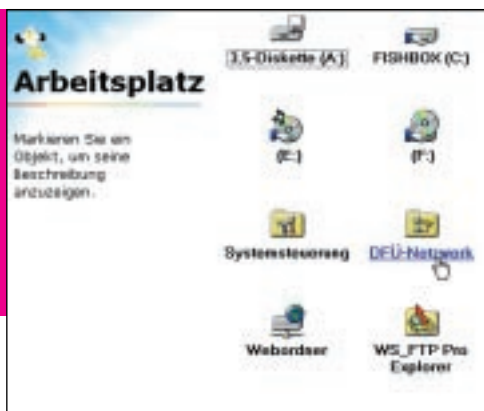 Arbeitsplatz
Markieren Sie ein
Objekt, um seine
Beschreibung
anzuzeigen.
3,5-Diskette (A:) FISHBOX (C:)
(E:) (F:)
Systemsteuerung DFÜ-Netzwerk
Webordner WS_FTP Pro
Explorer